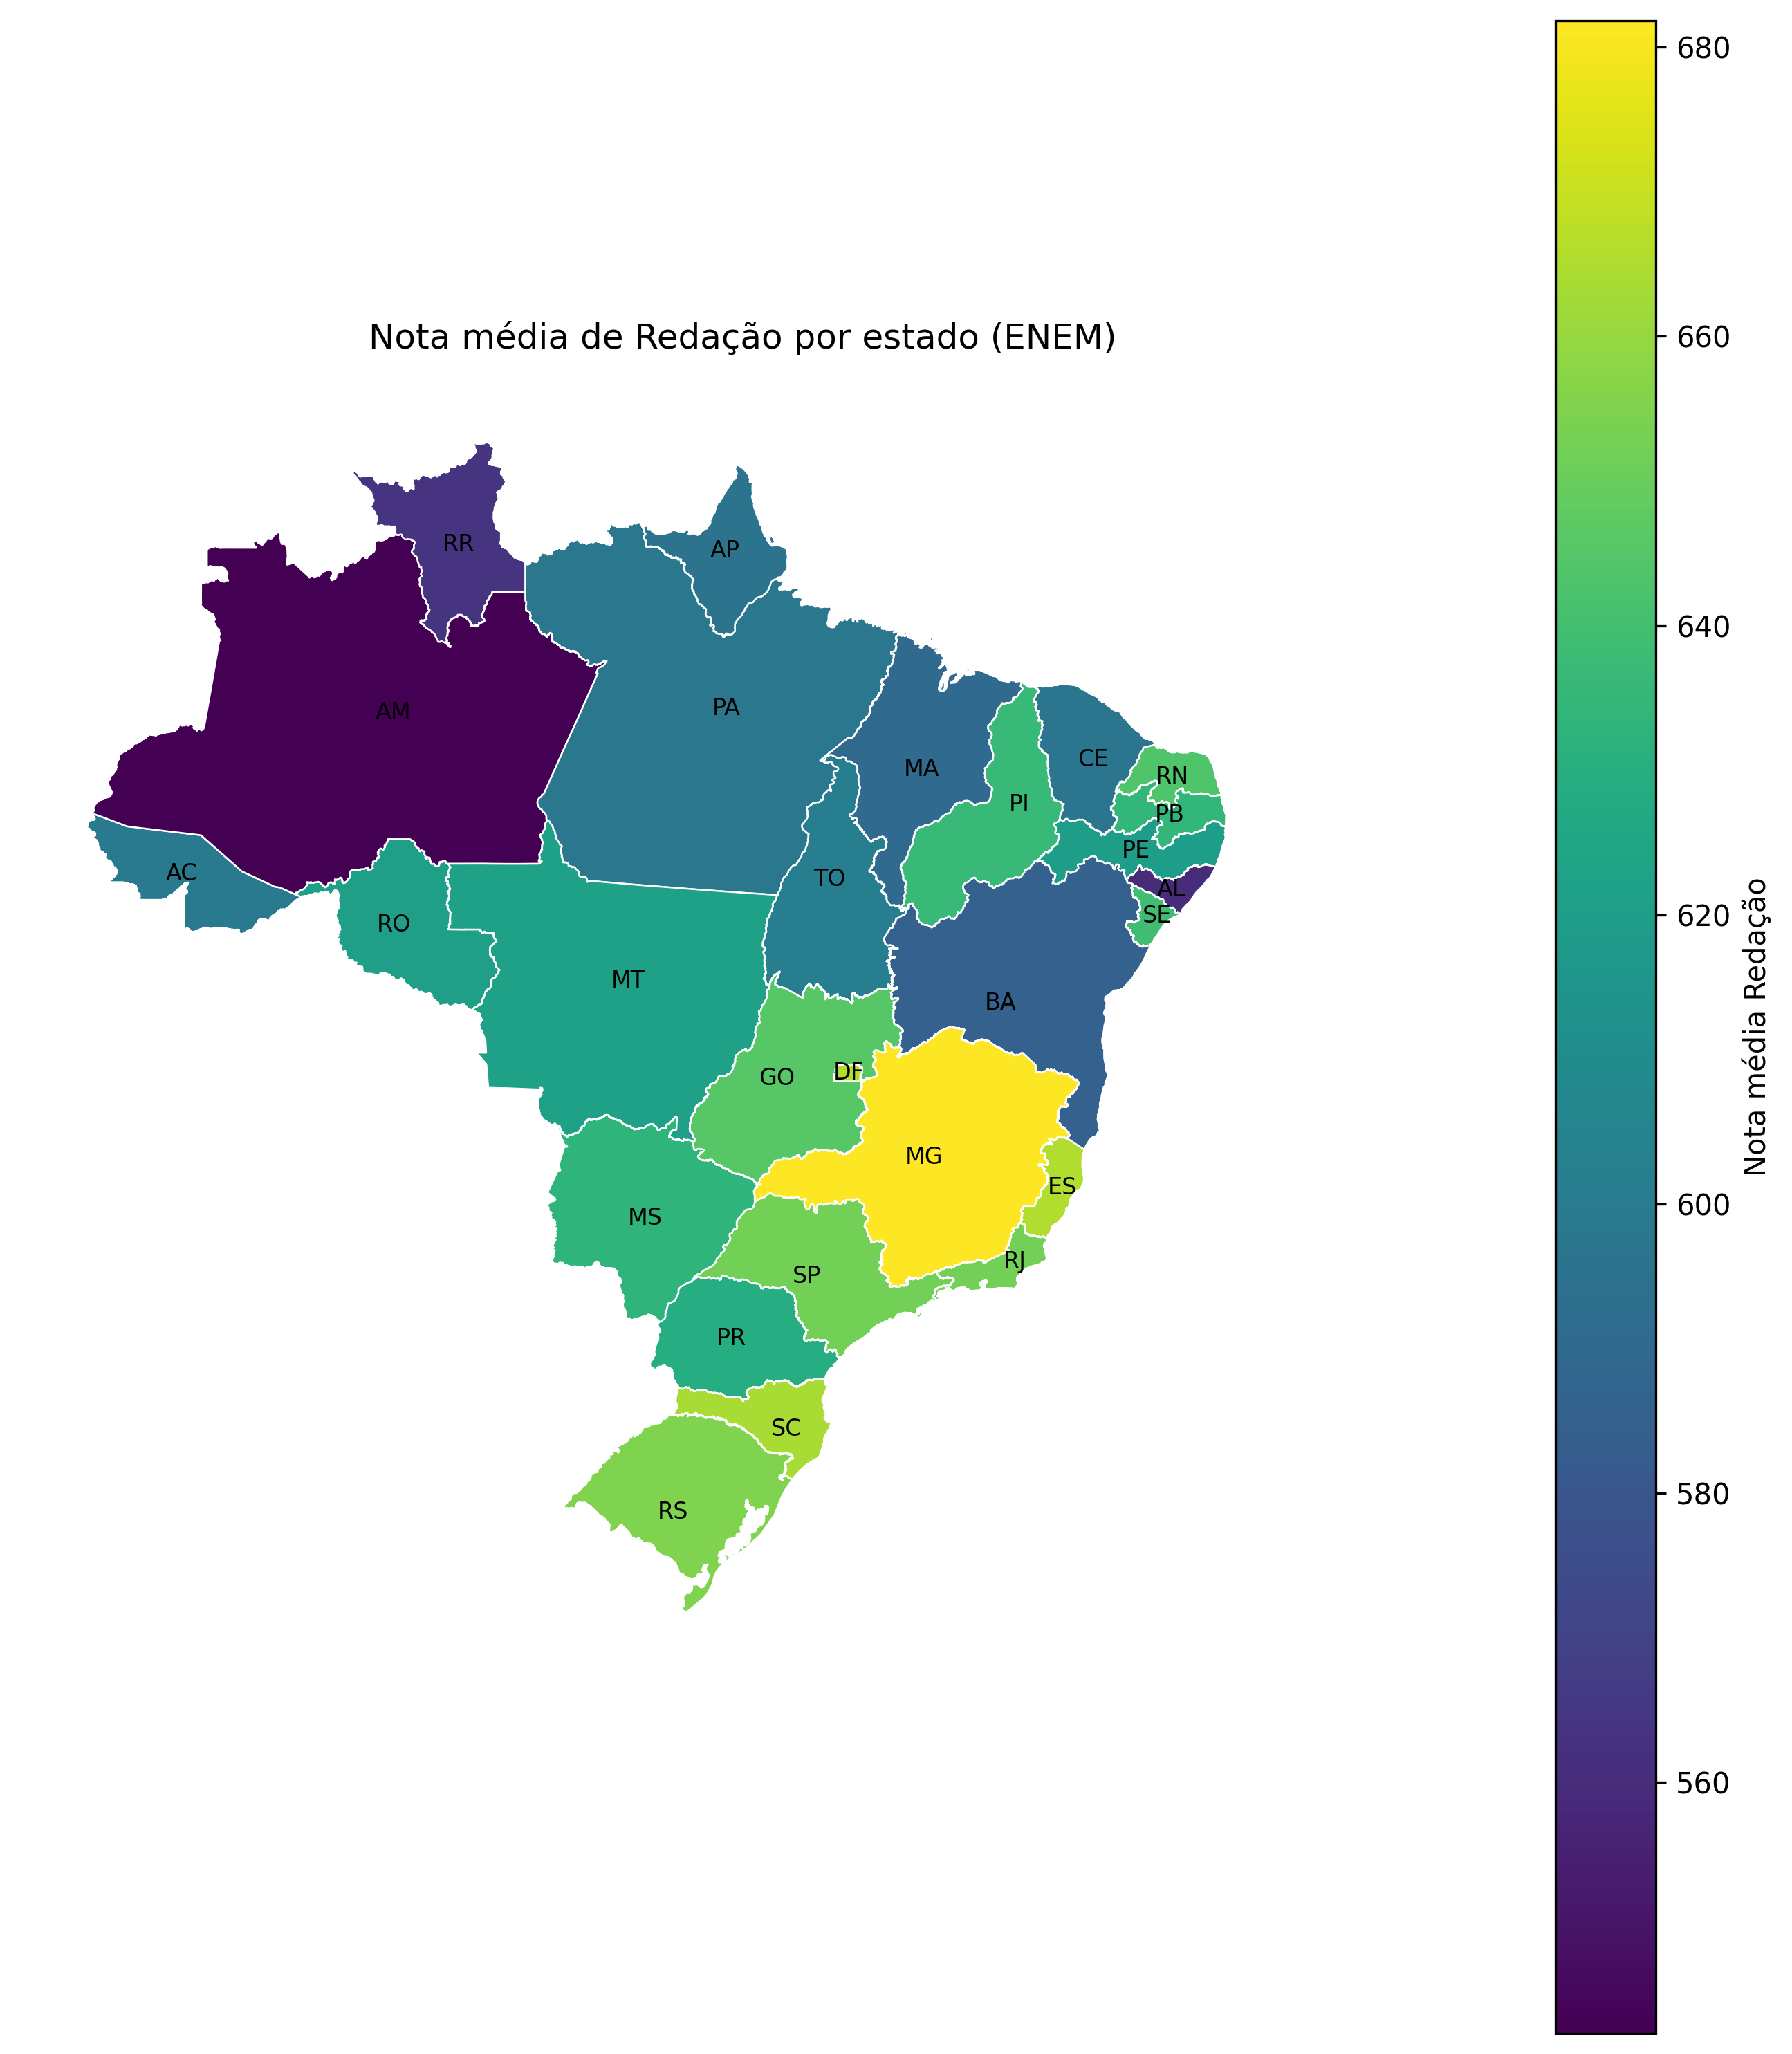 Nota média de Redação por estado (ENEM)
RR
AP
AM
PA
MA
CE
RN
PI
PB
PE
AC
TO
AL
SE
RO
MT
BA
DF
GO
MG
ES
MS
RJ
SP
PR
SC
RS
680
660
640
620
600
580
560
Nota média Redação